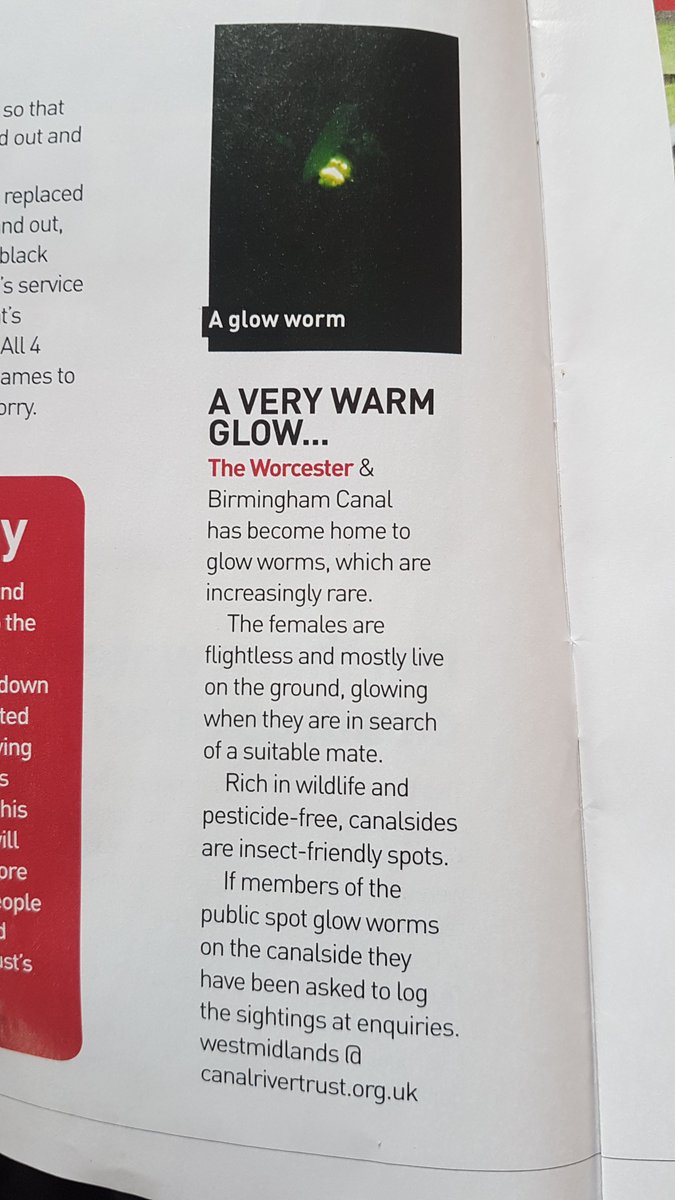 so that
d out and
replaced
nd out,
black
's service
t's
All 4
ames to
orry.
y
nd
the
down
ted
ving
s
his
ill
ore
eople
d
ust's
A glow worm
A VERY WARM
GLOW...
The Worcester &
Birmingham Canal
has become home to
glow worms, which are
increasingly rare.
The females are
flightless and mostly live
on the ground, glowing
when they are in search
of a suitable mate.
Rich in wildlife and
pesticide-free, canalsides
are insect-friendly spots.
If members of the
public spot glow worms
on the canalside they
have been asked to log
the sightings at enquiries.
westmidlands @
canalrivertrust.org.uk